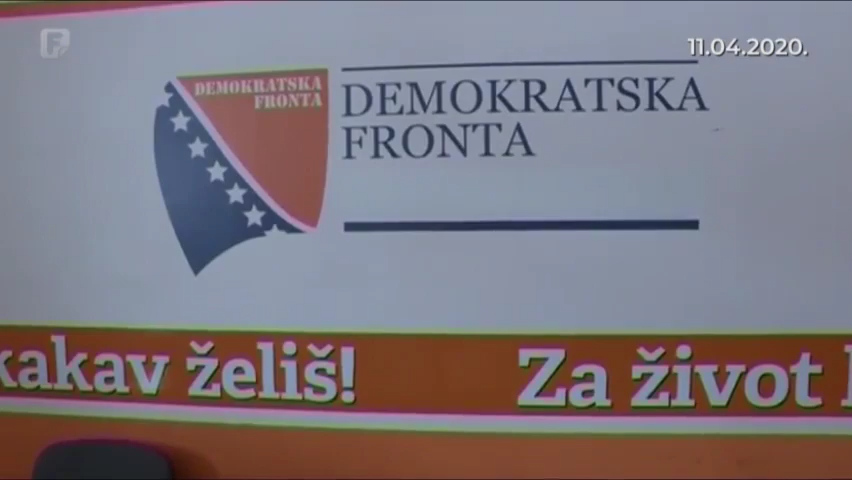 11.04.2020.
DEMOKRATSKA
FRONTA
DEMOKRATSKA
FRONTA
kakav želiš!
Za život